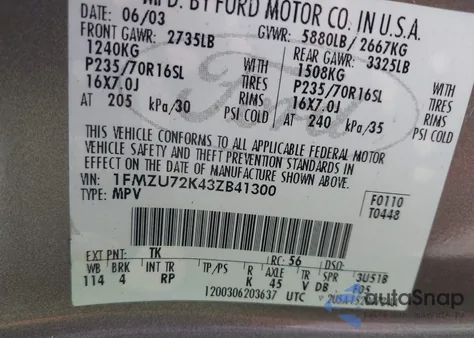 MFD. BY FORD MOTOR CO. IN U.S.A.
DATE: 06/03 GVWR: 5880LB/2667KG
FRONT GAWR: 2735LB REAR GAWR: 3325LB
1240KG WITH 1508KG WITH
P235/70R16SL TIRES P235/70R16SL TIRES
16X7.0J RIMS 16X7.0J RIMS
AT 205 kPa/30 PSI COLD AT 240 kPa/35 PSI COLD
Ford
THIS VEHICLE CONFORMS TO ALL APPLICABLE FEDERAL MOTOR
VEHICLE SAFETY AND THEFT PREVENTION STANDARDS IN
EFFECT ON THE DATE OF MANUFACTURE SHOWN ABOVE.
VIN: 1FMZU72K43ZB41300
TYPE: MPV
F0110
T0448
EXT PNT: TK RC: 56 DSO:
WB BRK INT TR TP/PS R AXLE TR SPR 3U51B
114 4 RP K 45 V DB
1200306203637 UTC
autoSnap